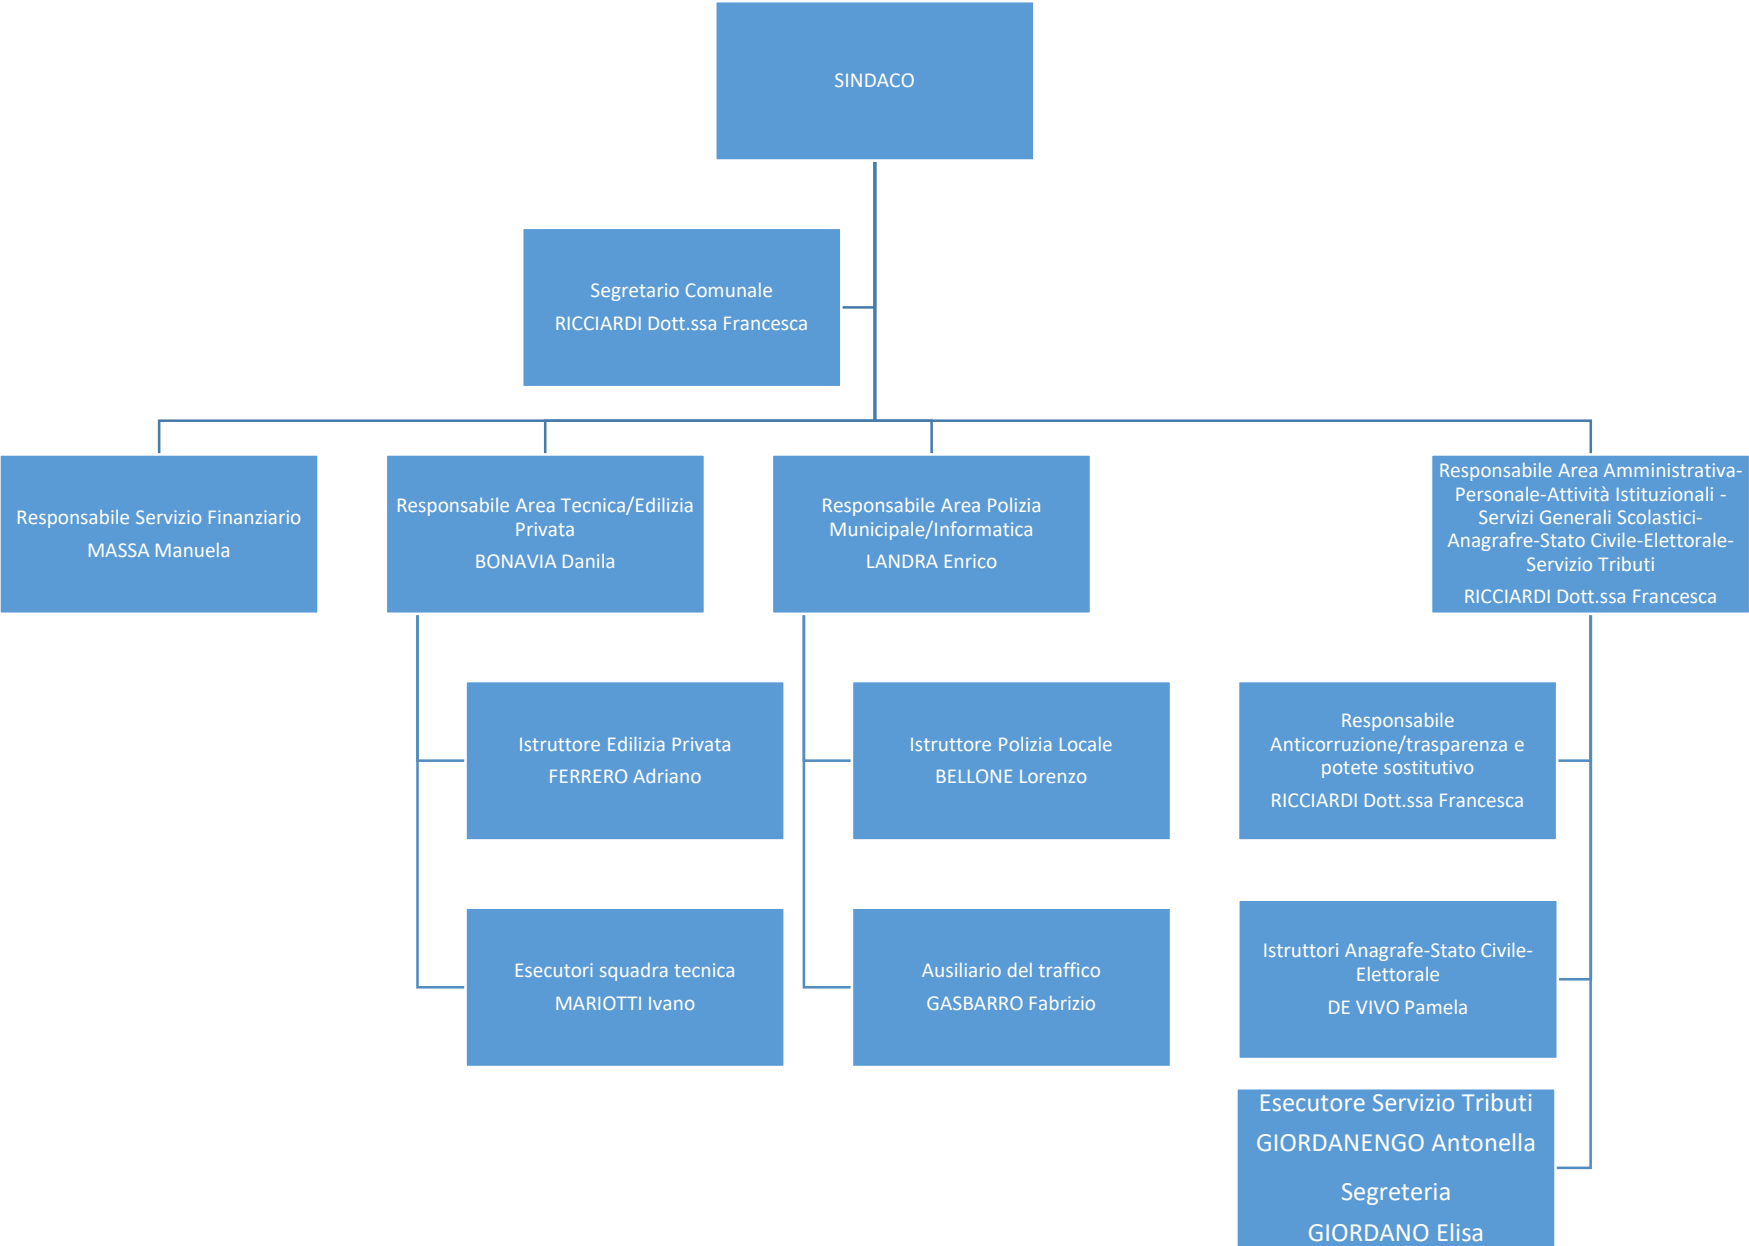 SINDACO
Segretario Comunale
RICCIARDI Dott.ssa Francesca
Responsabile Servizio Finanziario
MASSA Manuela
Responsabile Area Tecnica/Edilizia
Privata
BONAVIA Danila
Responsabile Area Polizia
Municipale/Informatica
LANDRA Enrico
Responsabile Area Amministrativa-
Personale-Attività Istituzionali -
Servizi Generali Scolastici-
Anagrafre-Stato Civile-Elettorale-
Servizio Tributi
RICCIARDI Dott.ssa Francesca
Istruttore Edilizia Privata
FERRERO Adriano
Istruttore Polizia Locale
BELLONE Lorenzo
Responsabile
Anticorruzione/trasparenza e
potete sostitutivo
RICCIARDI Dott.ssa Francesca
Esecutori squadra tecnica
MARIOTTI Ivano
Ausiliario del traffico
GASBARRO Fabrizio
Istruttori Anagrafe-Stato Civile-
Elettorale
DE VIVO Pamela
Esecutore Servizio Tributi
GIORDANENGO Antonella
Segreteria
GIORDANO Elisa